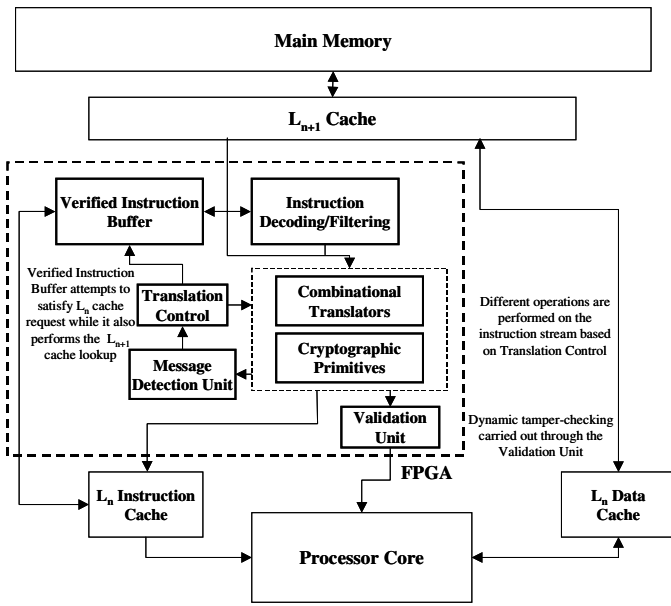 Main Memory
Ln+1 Cache
Verified Instruction
Buffer
Instruction
Decoding/Filtering
Verified Instruction
Buffer attempts to
satisfy Ln cache
request while it also
performs the Ln+1
cache lookup
Translation
Control
Combinational
Translators
Cryptographic
Primitives
Message
Detection Unit
Validation
Unit
Different operations are
performed on the
instruction stream based
on Translation Control
Dynamic tamper-checking
carried out through the
Validation Unit
FPGA
Ln Instruction
Cache
Ln Data
Cache
Processor Core